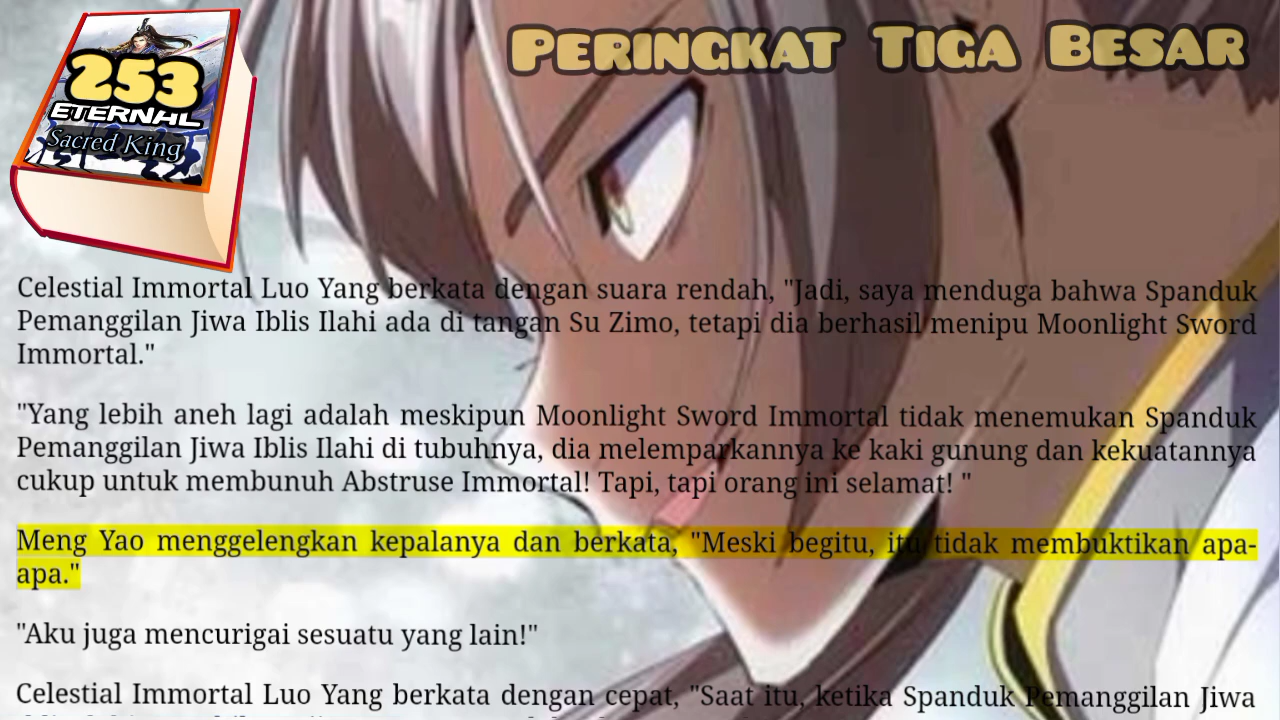 PERINGKAT TIGA BESAR
253
ETERNAL
Sacred King
Celestial Immortal Luo Yang berkata dengan suara rendah, "Jadi, saya menduga bahwa Spanduk
Pemanggilan Jiwa Iblis Ilahi ada di tangan Su Zimo, tetapi dia berhasil menipu Moonlight Sword
Immortal."
"Yang lebih aneh lagi adalah meskipun Moonlight Sword Immortal tidak menemukan Spanduk
Pemanggilan Jiwa Iblis Ilahi di tubuhnya, dia melemparkannya ke kaki gunung dan kekuatannya
cukup untuk membunuh Abstruse Immortal! Tapi, tapi orang ini selamat! "
Meng Yao menggelengkan kepalanya dan berkata, "Meski begitu, itu tidak membuktikan apa-
apa."
"Aku juga mencurigai sesuatu yang lain!"
Celestial Immortal Luo Yang berkata dengan cepat, "Saat itu, ketika Spanduk Pemanggilan Jiwa